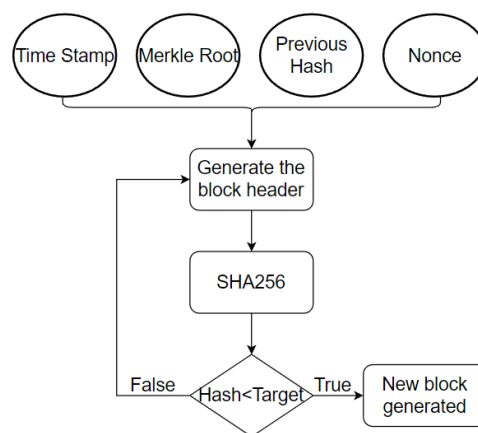 Time Stamp
Merkle Root
Previous
Hash
Nonce
Generate the
block header
SHA256
False
Hash<Target
True
New block
generated